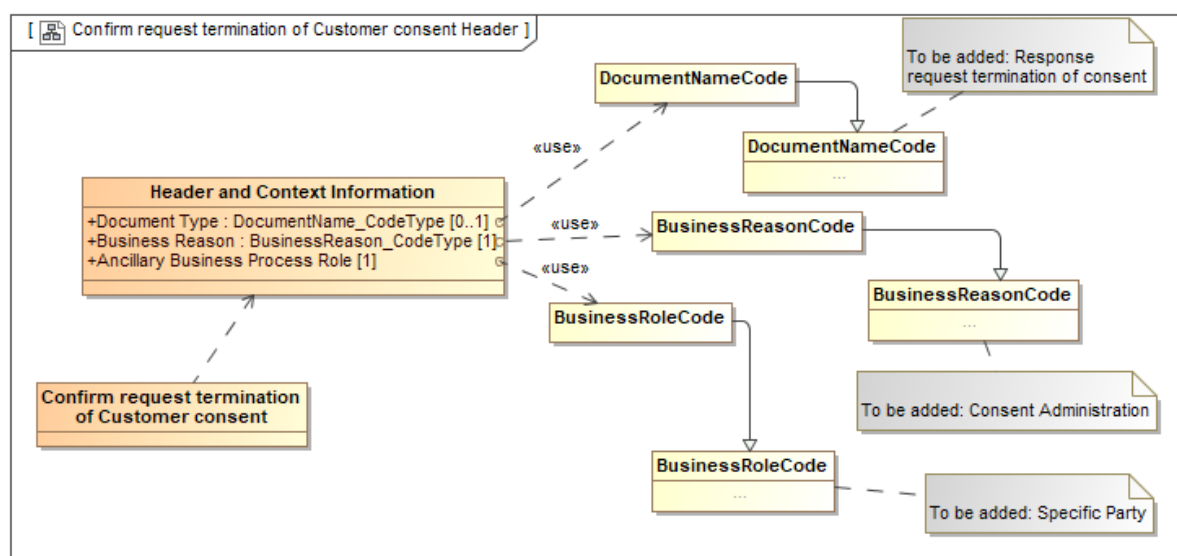 [ Confirm request termination of Customer consent Header ]
To be added: Response
request termination of consent
DocumentNameCode
«use»
DocumentNameCode
...
Header and Context Information
+Document Type : DocumentName_CodeType [0..1]
+Business Reason : BusinessReason_CodeType [1]
+Ancillary Business Process Role [1]
«use»
BusinessReasonCode
«use»
BusinessReasonCode
...
BusinessRoleCode
Confirm request termination
of Customer consent
To be added: Consent Administration
BusinessRoleCode
...
To be added: Specific Party